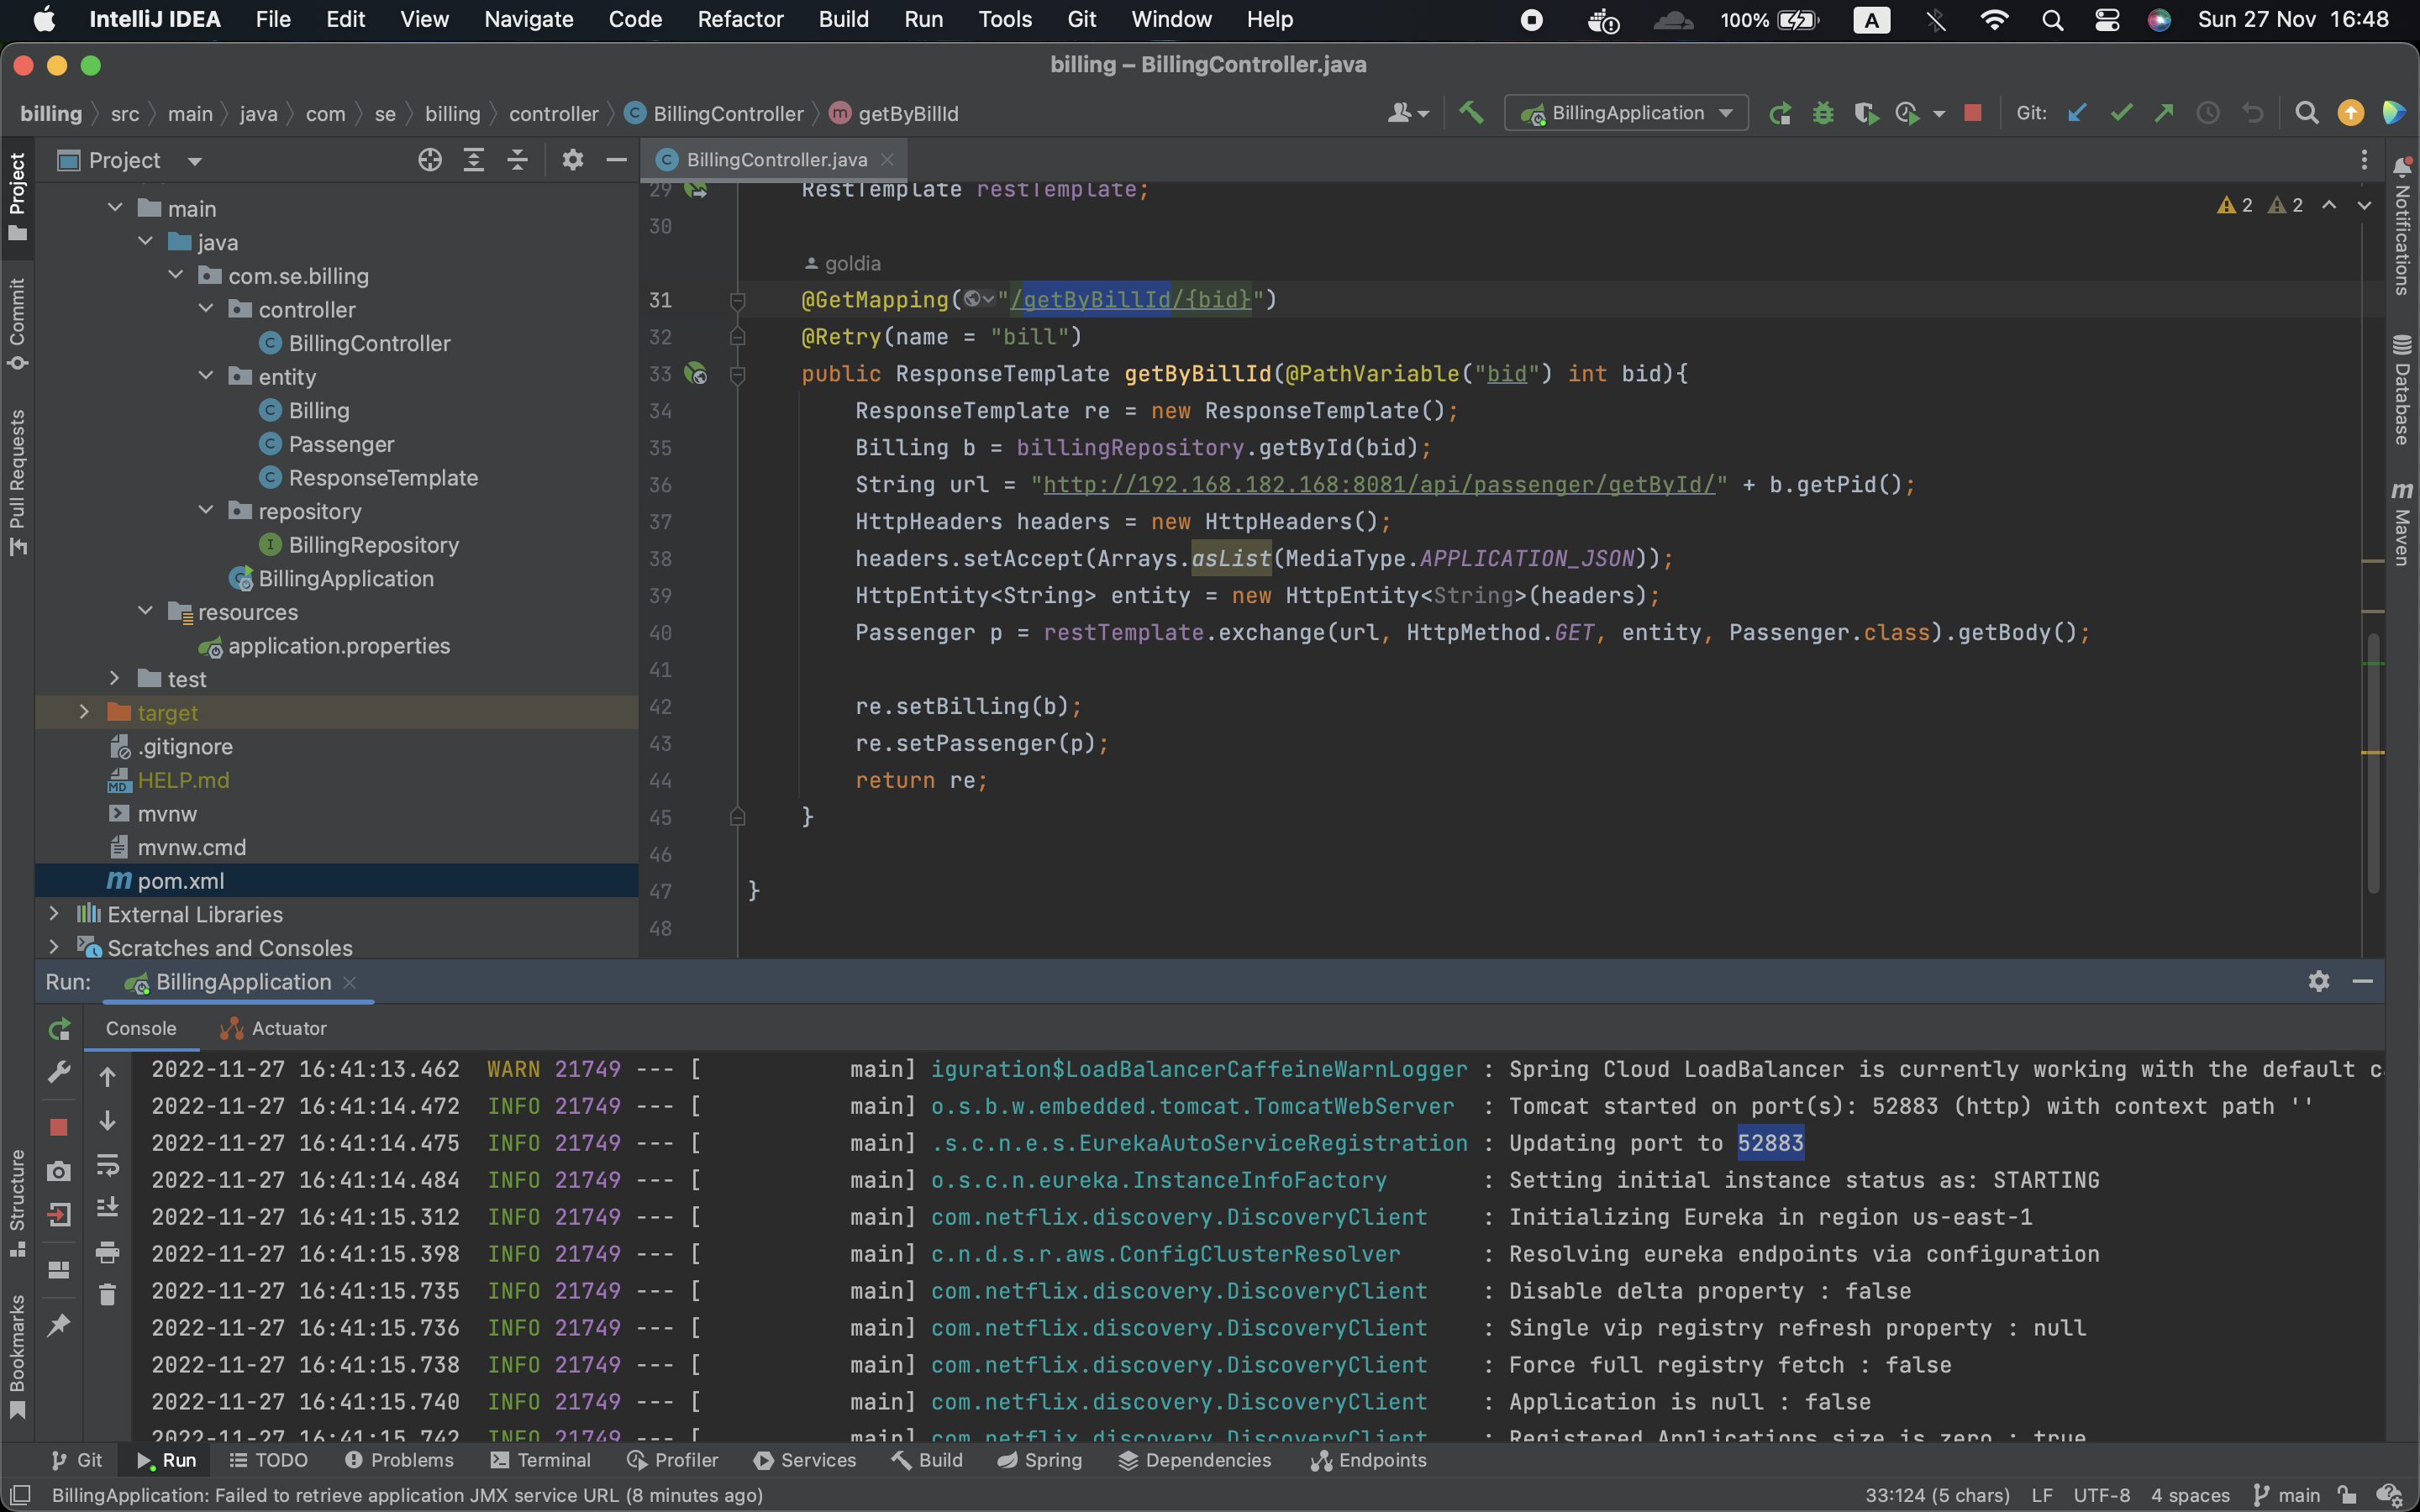 IntelliJ IDEA File Edit View Navigate Code Refactor Build Run Tools Git Window Help 100% A Sun 27 Nov 16:48
billing – BillingController.java
billing src main java com se billing controller BillingController getByBillId BillingApplication Git:
Project
BillingController.java
Project
Commit
Pull Requests
Structure
Bookmarks
main
java
com.se.billing
controller
BillingController
entity
Billing
Passenger
ResponseTemplate
repository
BillingRepository
BillingApplication
resources
application.properties
test
target
.gitignore
HELP.md
mvnw
mvnw.cmd
pom.xml
External Libraries
Scratches and Consoles
2 2
29 RestTemplate restTemplate;
30
goldia
31 @GetMapping("/getByBillId/{bid}")
32 @Retry(name = "bill")
33 public ResponseTemplate getByBillId(@PathVariable("bid") int bid){
34 ResponseTemplate re = new ResponseTemplate();
35 Billing b = billingRepository.getById(bid);
36 String url = "http://192.168.182.168:8081/api/passenger/getById/" + b.getPid();
37 HttpHeaders headers = new HttpHeaders();
38 headers.setAccept(Arrays.asList(MediaType.APPLICATION_JSON));
39 HttpEntity<String> entity = new HttpEntity<String>(headers);
40 Passenger p = restTemplate.exchange(url, HttpMethod.GET, entity, Passenger.class).getBody();
41
42 re.setBilling(b);
43 re.setPassenger(p);
44 return re;
45 }
46
47 }
48
Notifications
Database
Maven
Run: BillingApplication
Console Actuator
2022-11-27 16:41:13.462 WARN 21749 --- [ main] iguration$LoadBalancerCaffeineWarnLogger : Spring Cloud LoadBalancer is currently working with the default c
2022-11-27 16:41:14.472 INFO 21749 --- [ main] o.s.b.w.embedded.tomcat.TomcatWebServer : Tomcat started on port(s): 52883 (http) with context path ''
2022-11-27 16:41:14.475 INFO 21749 --- [ main] .s.c.n.e.s.EurekaAutoServiceRegistration : Updating port to 52883
2022-11-27 16:41:14.484 INFO 21749 --- [ main] o.s.c.n.eureka.InstanceInfoFactory : Setting initial instance status as: STARTING
2022-11-27 16:41:15.312 INFO 21749 --- [ main] com.netflix.discovery.DiscoveryClient : Initializing Eureka in region us-east-1
2022-11-27 16:41:15.398 INFO 21749 --- [ main] c.n.d.s.r.aws.ConfigClusterResolver : Resolving eureka endpoints via configuration
2022-11-27 16:41:15.735 INFO 21749 --- [ main] com.netflix.discovery.DiscoveryClient : Disable delta property : false
2022-11-27 16:41:15.736 INFO 21749 --- [ main] com.netflix.discovery.DiscoveryClient : Single vip registry refresh property : null
2022-11-27 16:41:15.738 INFO 21749 --- [ main] com.netflix.discovery.DiscoveryClient : Force full registry fetch : false
2022-11-27 16:41:15.740 INFO 21749 --- [ main] com.netflix.discovery.DiscoveryClient : Application is null : false
2022-11-27 16:41:15.742 INFO 21749 --- [ main] com.netflix.discovery.DiscoveryClient : Registered Applications size is zero : true
Git Run TODO Problems Terminal Profiler Services Build Spring Dependencies Endpoints
BillingApplication: Failed to retrieve application JMX service URL (8 minutes ago) 33:124 (5 chars) LF UTF-8 4 spaces main